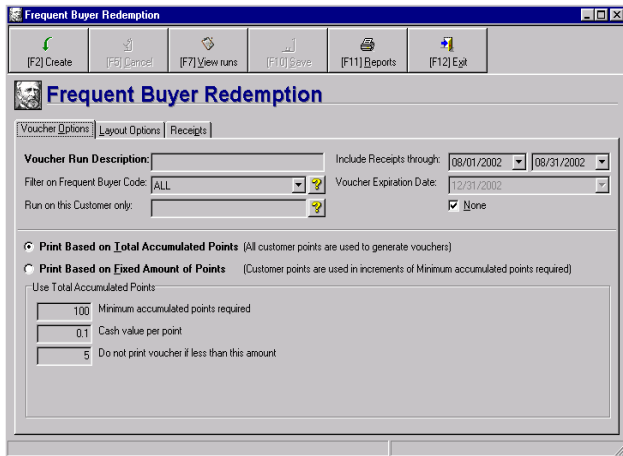 Frequent Buyer Redemption
[F2] Create [F5] Cancel [F7] View runs [F10] Save [F11] Reports [F12] Exit
Frequent Buyer Redemption
Voucher Options Layout Options Receipts
Voucher Run Description: Include Receipts through: 08/01/2002 08/31/2002
Filter on Frequent Buyer Code: ALL Voucher Expiration Date: 12/31/2002
Run on this Customer only: None
Print Based on Total Accumulated Points (All customer points are used to generate vouchers)
Print Based on Fixed Amount of Points (Customer points are used in increments of Minimum accumulated points required)
Use Total Accumulated Points
100 Minimum accumulated points required
0.1 Cash value per point
5 Do not print voucher if less than this amount